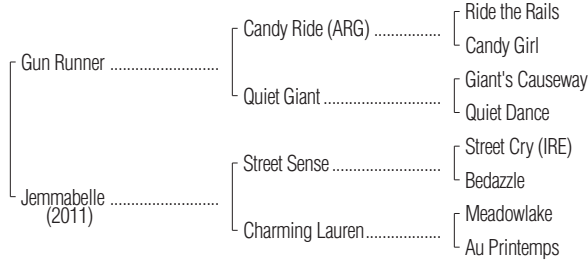 Ride the Rails
Candy Ride (ARG) ................
Candy Girl
Gun Runner ..........................
Giant's Causeway
Quiet Giant ............................
Quiet Dance
Street Cry (IRE)
Street Sense ..........................
Bedazzle
Jemmabelle ..........................
(2011)
Meadowlake
Charming Lauren..................
Au Printemps